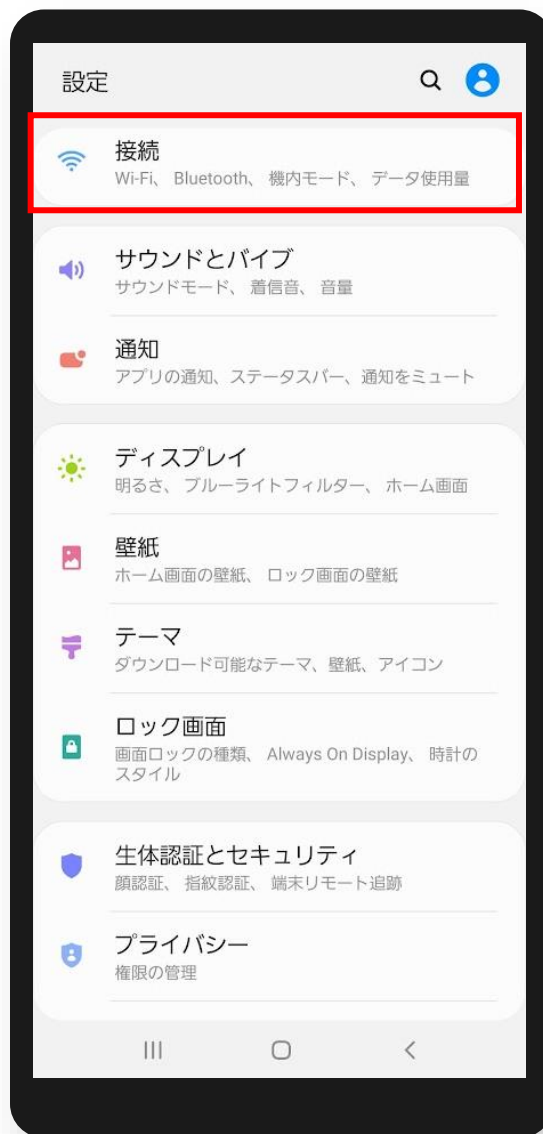 設定
接続
Wi-Fi、 Bluetooth、 機内モード、 データ使用量
サウンドとバイブ
サウンドモード、 着信音、 音量
通知
アプリの通知、ステータスバー、通知をミュート
ディスプレイ
明るさ、 ブルーライトフィルター、 ホーム画面
壁紙
ホーム画面の壁紙、 ロック画面の壁紙
テーマ
ダウンロード可能なテーマ、壁紙、アイコン
ロック画面
画面ロックの種類、 Always On Display、 時計の
スタイル
生体認証とセキュリティ
顔認証、 指紋認証、 端末リモート追跡
プライバシー
権限の管理